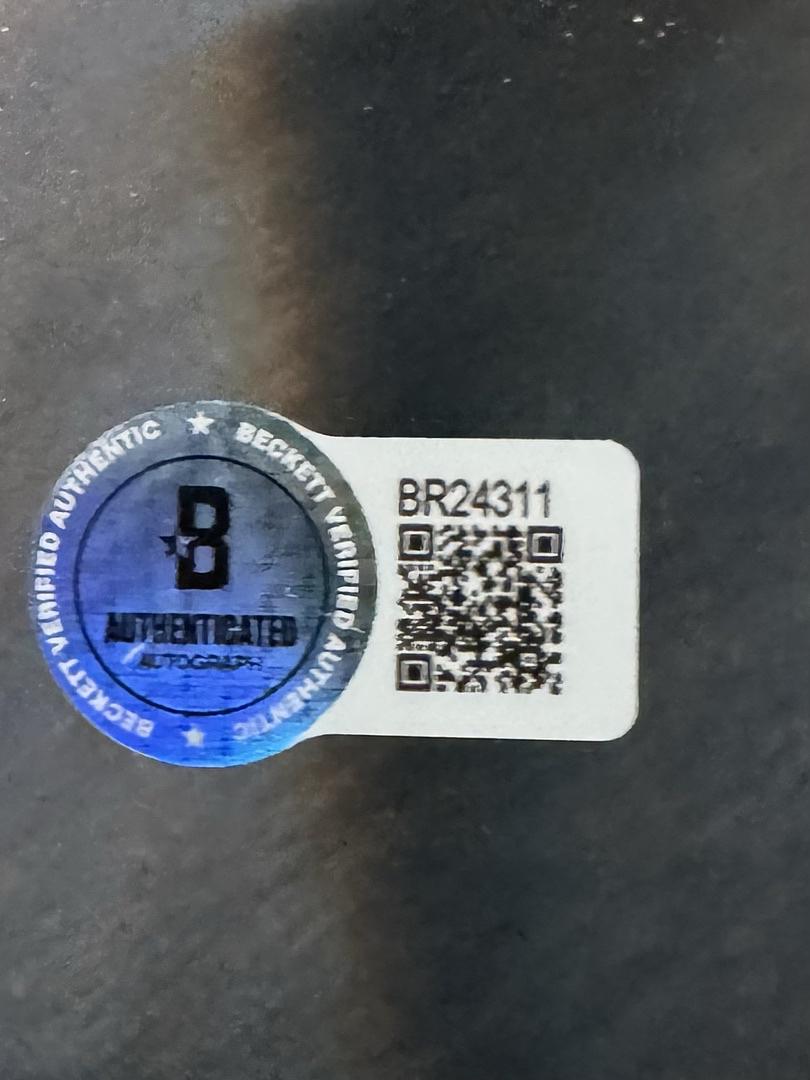 BECKETT VERIFIED AUTHENTIC
BECKETT VERIFIED AUTHENTIC
B
AUTHENTICATED
AUTOGRAPH
BR24311